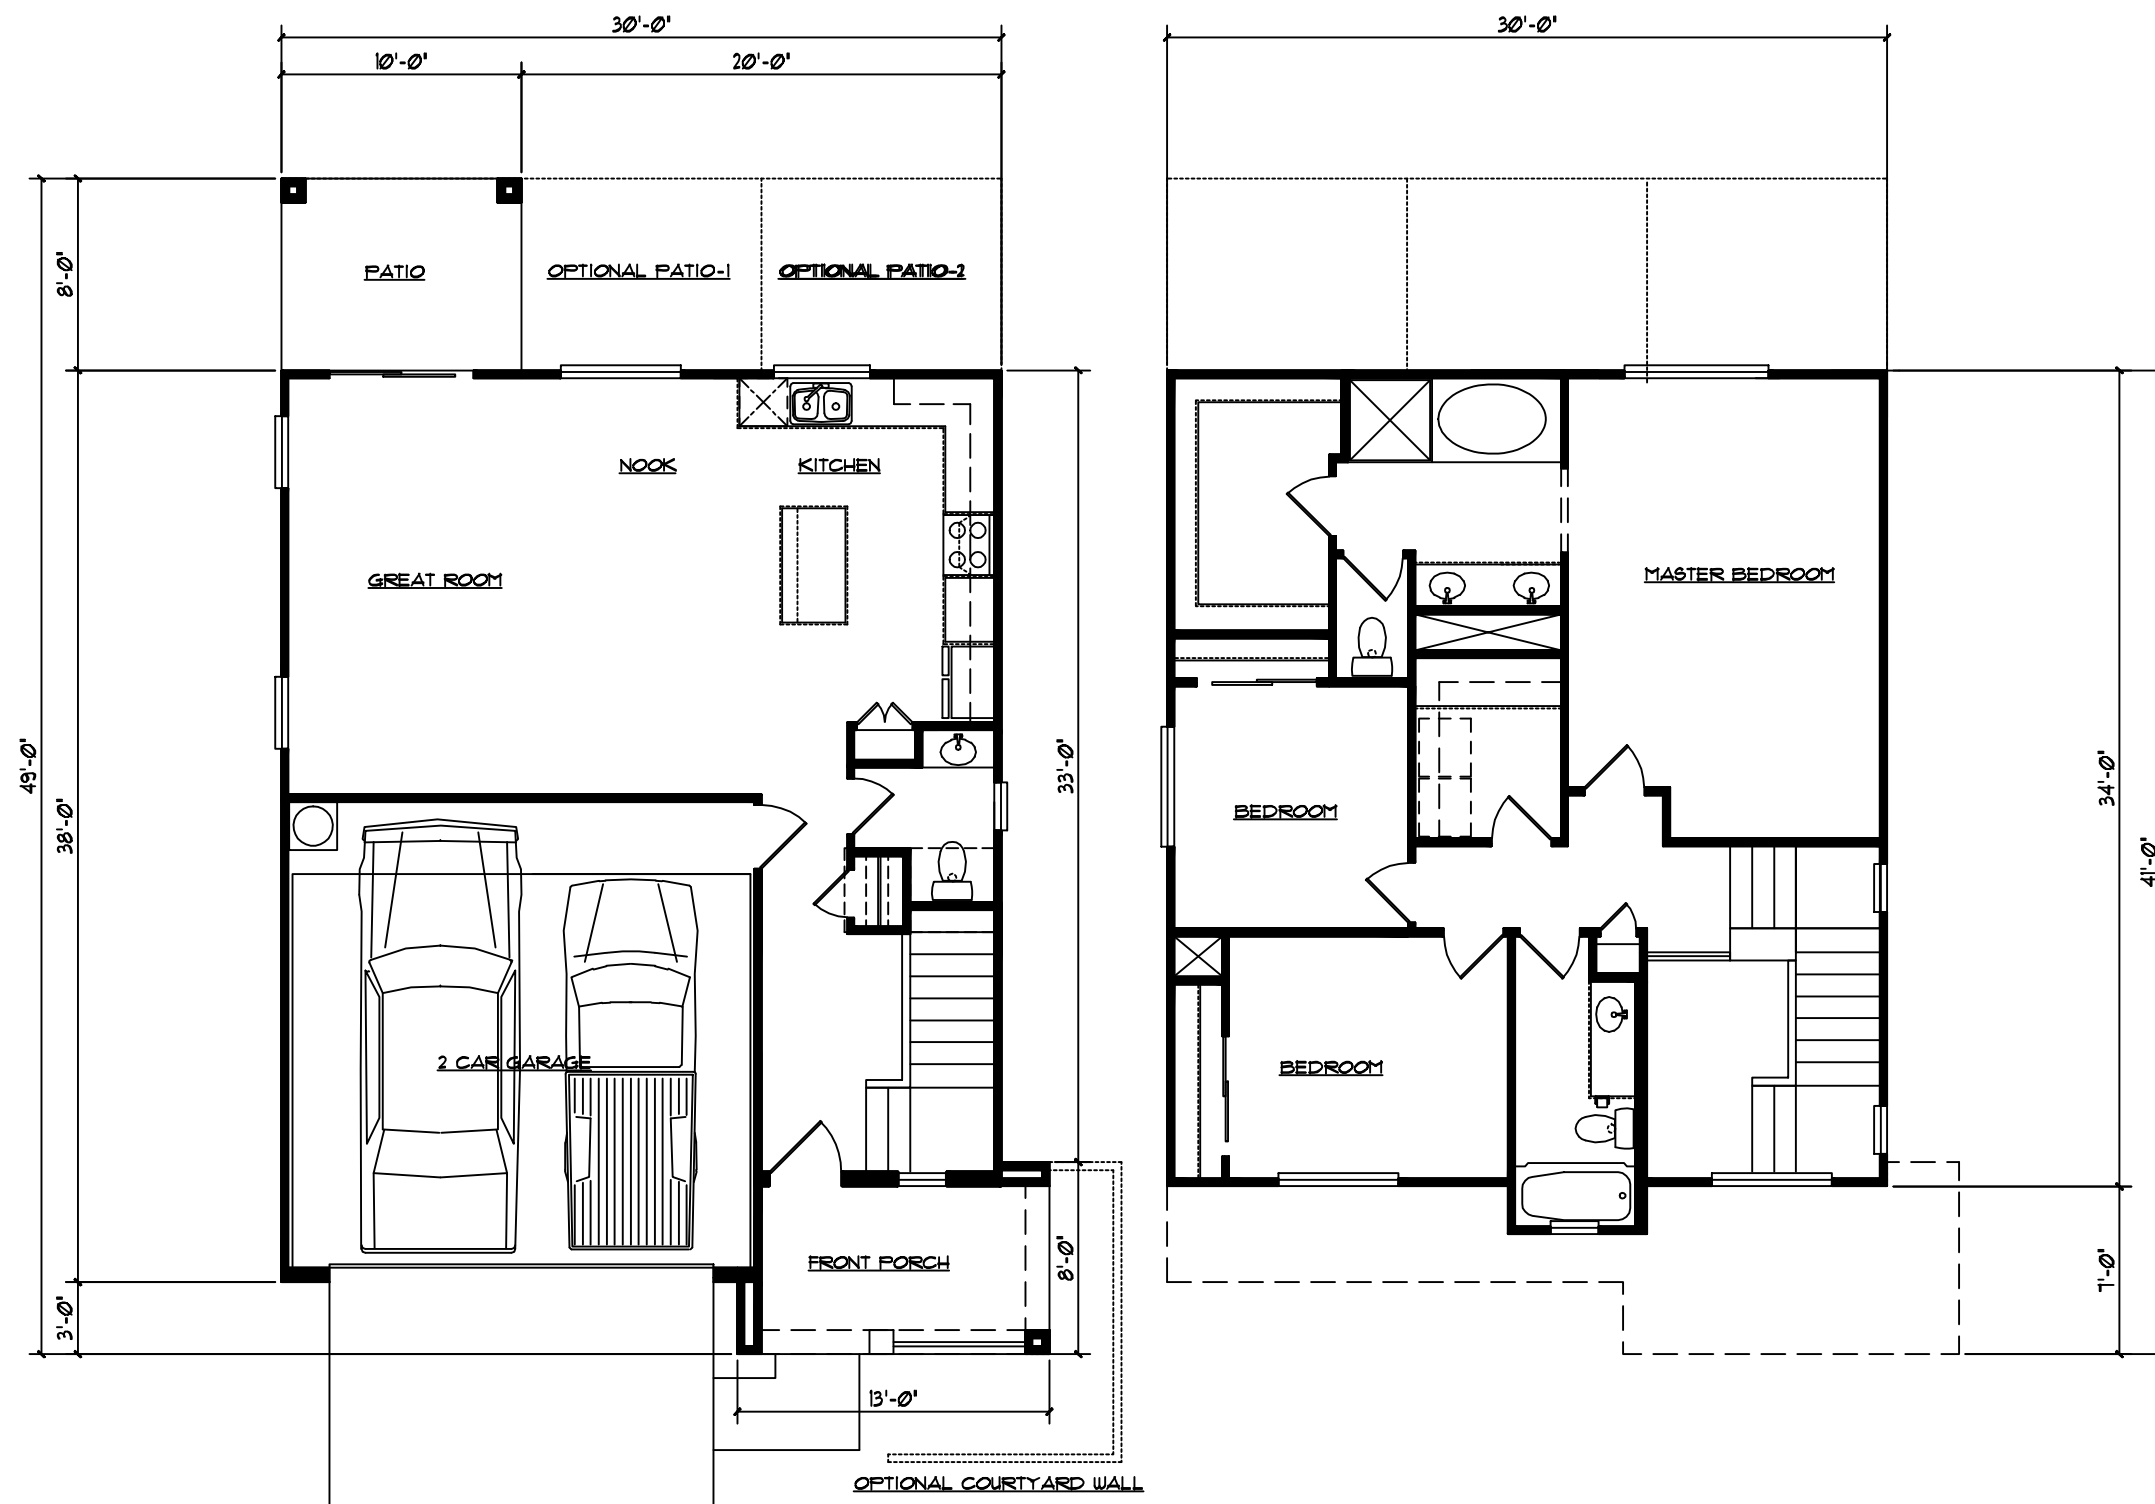 30'-0"
30'-0"
10'-0"
20'-0"
8'-0"
PATIO
OPTIONAL PATIO-1
OPTIONAL PATIO-2
NOOK
KITCHEN
GREAT ROOM
MASTER BEDROOM
49'-0"
38'-0"
33'-0"
34'-0"
41'-0"
BEDROOM
2 CAR GARAGE
BEDROOM
FRONT PORCH
8'-0"
7'-0"
3'-0"
13'-0"
OPTIONAL COURTYARD WALL